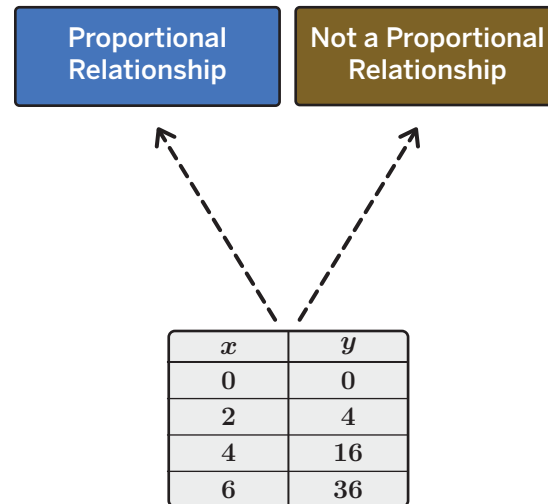 Proportional
Relationship
Not a Proportional
Relationship
x y
0 0
2 4
4 16
6 36